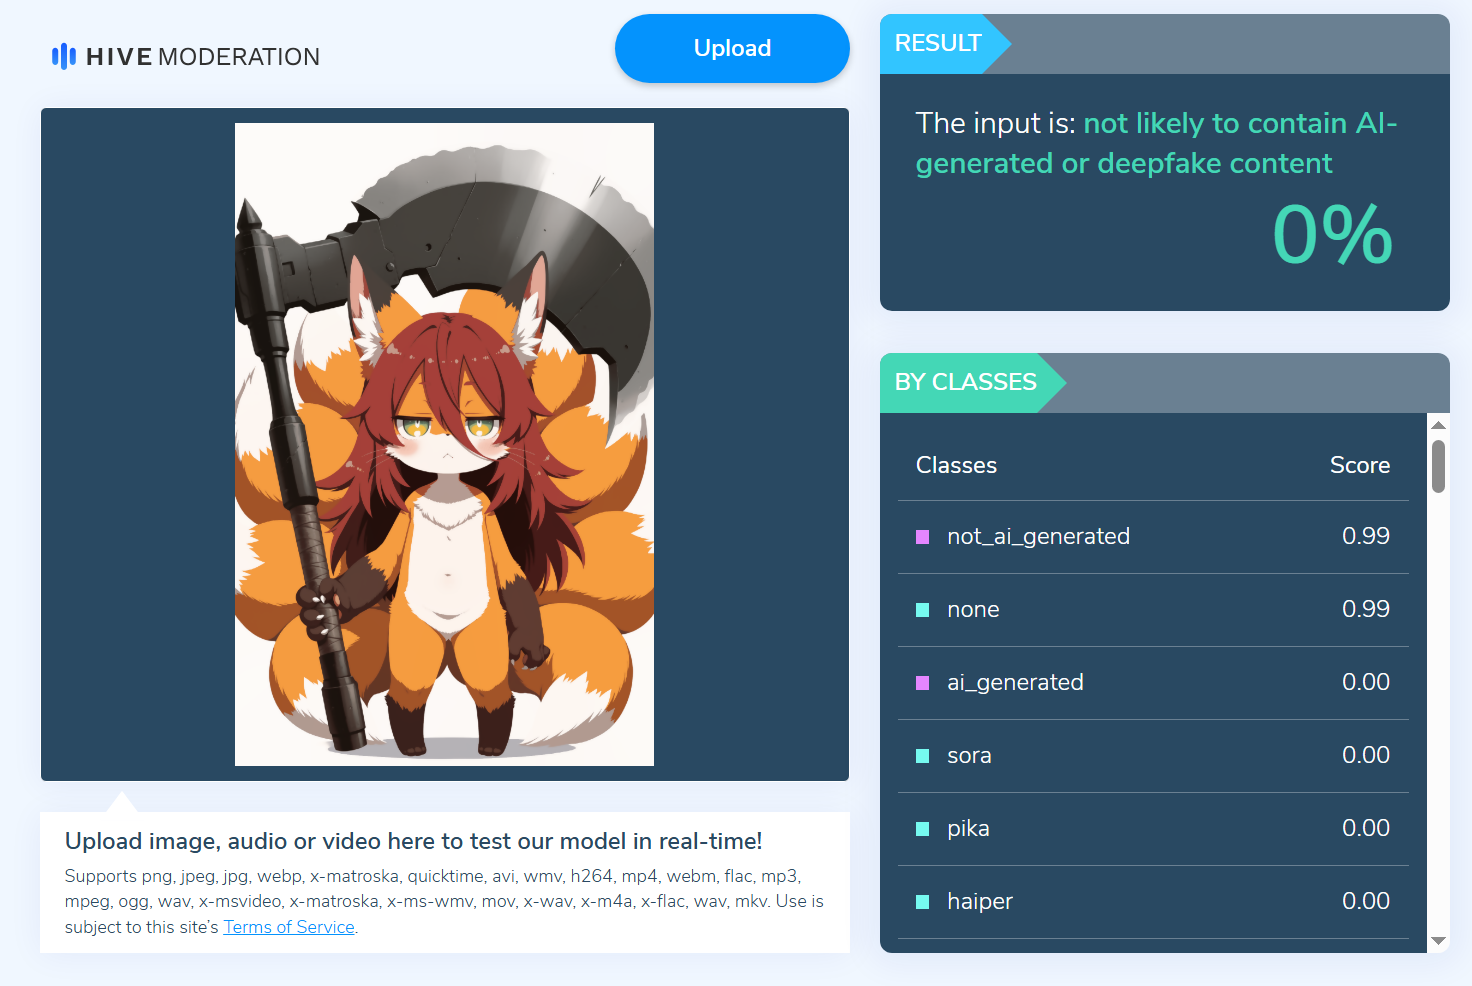 HIVE MODERATION
Upload
Upload image, audio or video here to test our model in real-time!
Supports png, jpeg, jpg, webp, x-matroska, quicktime, avi, wmv, h264, mp4, webm, flac, mp3,
mpeg, ogg, wav, x-msvideo, x-matroska, x-ms-wmv, mov, x-wav, x-m4a, x-flac, wav, mkv. Use is
subject to this site’s Terms of Service.
RESULT
The input is: not likely to contain AI-
generated or deepfake content
0%
BY CLASSES
Classes Score
not_ai_generated 0.99
none 0.99
ai_generated 0.00
sora 0.00
pika 0.00
haiper 0.00